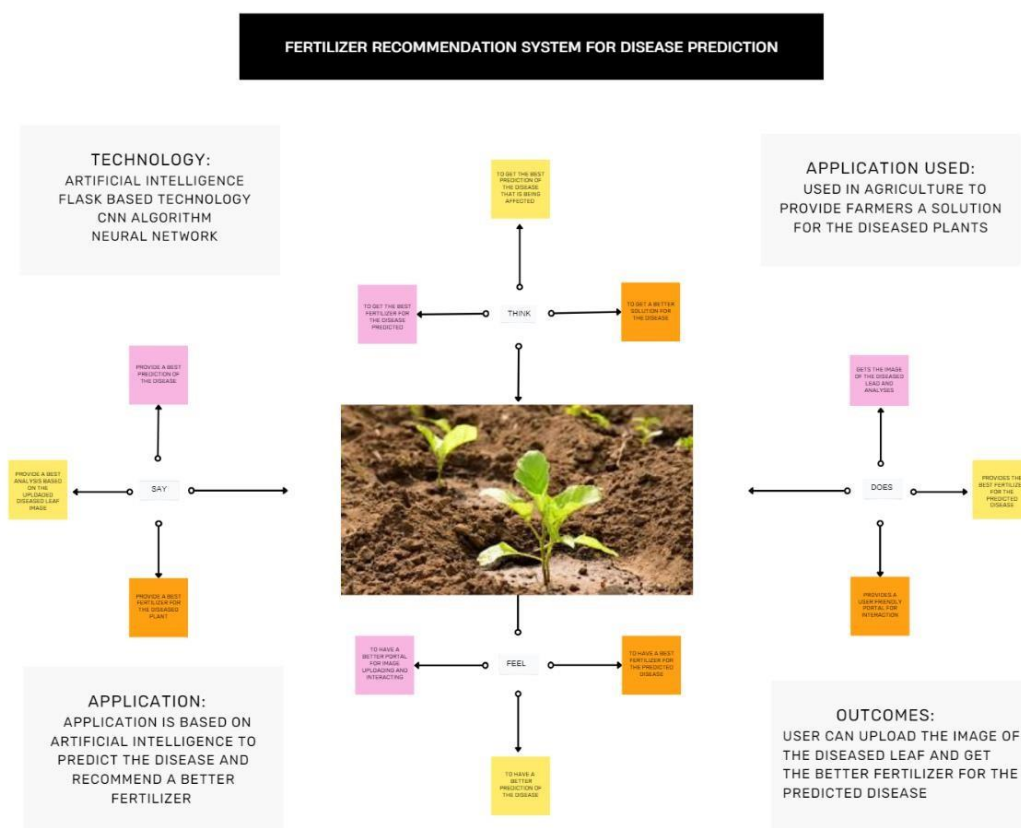 FERTILIZER RECOMMENDATION SYSTEM FOR DISEASE PREDICTION
TECHNOLOGY:
ARTIFICIAL INTELLIGENCE
FLASK BASED TECHNOLOGY
CNN ALGORITHM
NEURAL NETWORK
TO GET THE BEST
PREDICTION OF
THE DISEASE
THAT IS BEING
AFFECTED
APPLICATION USED:
USED IN AGRICULTURE TO
PROVIDE FARMERS A SOLUTION
FOR THE DISEASED PLANTS
TO GET THE BEST
FERTILIZER FOR
THE DISEASE
PREDICTED
THINK
TO GET A BETTER
SOLUTION FOR
THE DISEASE
PROVIDE A BEST
PREDICTION OF
THE DISEASE
GETS THE IMAGE
OF THE DISEASED
LEAD AND
ANALYSES
PROVIDE A BEST
ANALYSIS BASED
ON THE
UPLOADED
DISEASED LEAF
IMAGE
SAY
DOES
PROVIDES THE
BEST FERTILIZER
FOR THE
PREDICTED
DISEASE
PROVIDE A BEST
FERTILIZER FOR
THE DISEASED
PLANT
PROVIDES A
USER FRIENDLY
PORTAL FOR
INTERACTION
TO HAVE A
BETTER PORTAL
FOR IMAGE
UPLOADING AND
INTERACTING
FEEL
TO HAVE A BEST
FERTILIZER FOR
THE PREDICTED
DISEASE
APPLICATION:
APPLICATION IS BASED ON
ARTIFICIAL INTELLIGENCE TO
PREDICT THE DISEASE AND
RECOMMEND A BETTER
FERTILIZER
TO HAVE A
BETTER
PREDICTION OF
THE DISEASE
OUTCOMES:
USER CAN UPLOAD THE IMAGE OF
THE DISEASED LEAF AND GET
THE BETTER FERTILIZER FOR THE
PREDICTED DISEASE